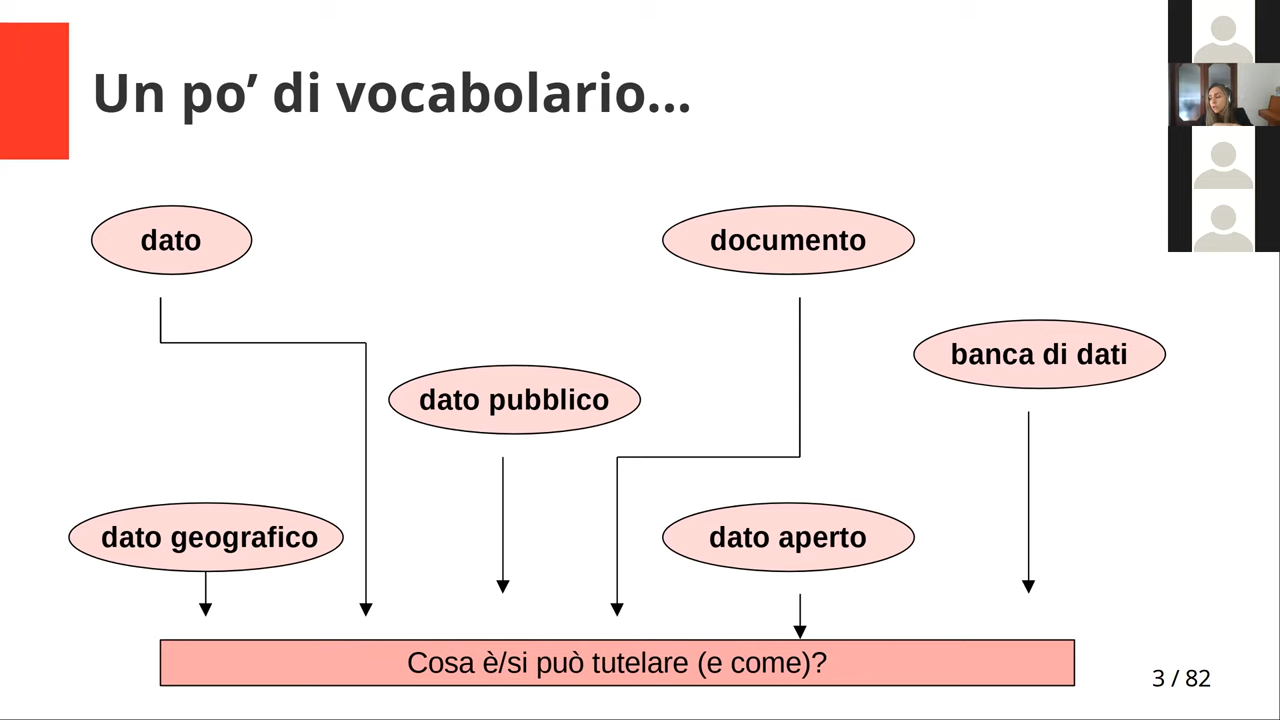 Un po’ di vocabolario...
dato
documento
banca di dati
dato pubblico
dato geografico
dato aperto
Cosa è/si può tutelare (e come)?
3 / 82